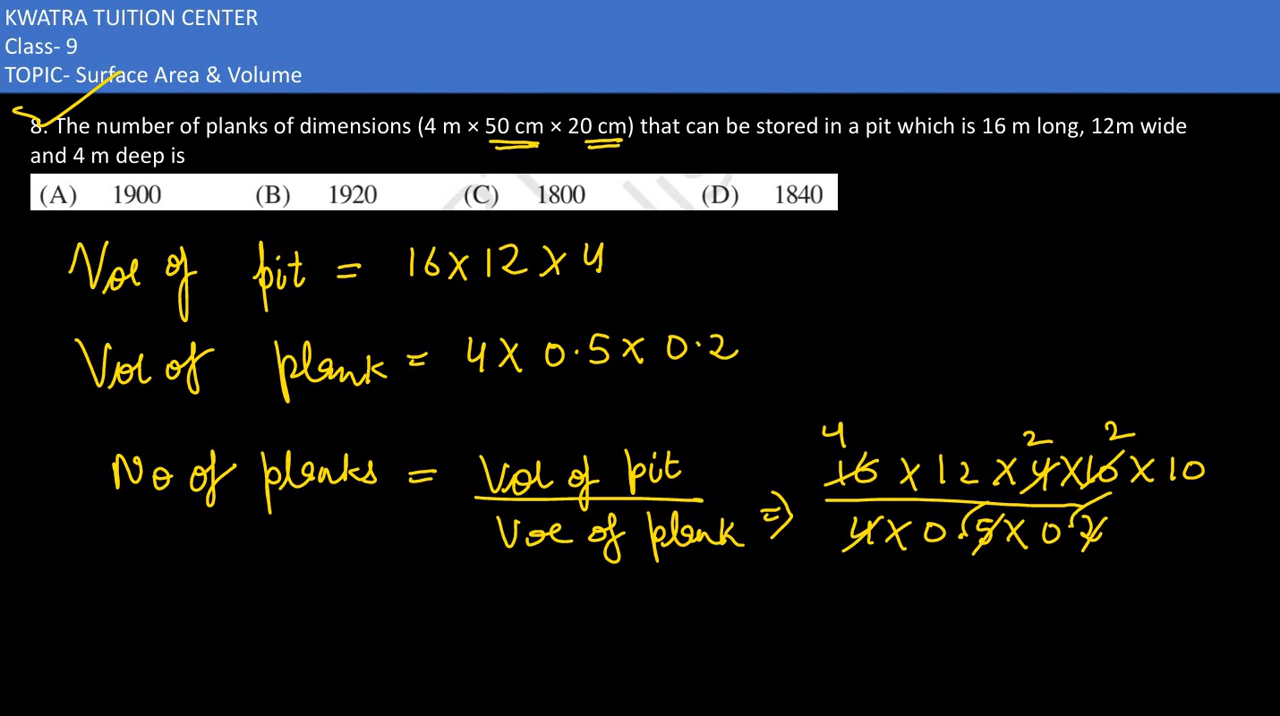 KWATRA TUITION CENTER
Class- 9
TOPIC- Surface Area & Volume
8. The number of planks of dimensions (4 m × 50 cm × 20 cm) that can be stored in a pit which is 16 m long, 12m wide
and 4 m deep is
(A) 1900 (B) 1920 (C) 1800 (D) 1840
Vol of pit = 16 × 12 × 4
Vol of plank = 4 × 0.5 × 0.2
4 2 2
No of planks = Vol of pit ⇒ 16 × 12 × 4 × 10 × 10
Vol of plank 4 × 0.5 × 0.2